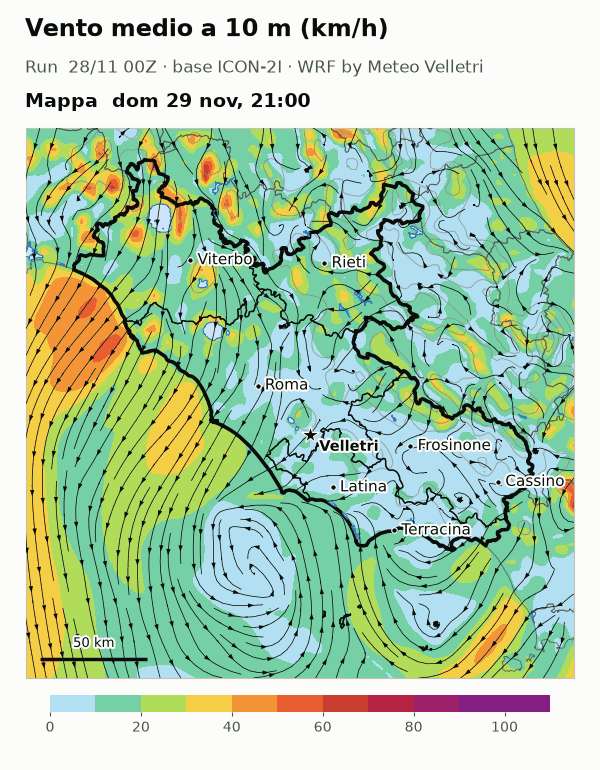 Vento medio a 10 m (km/h)
Run  28/11 00Z · base ICON-2I · WRF by Meteo Velletri
Mappa  dom 29 nov, 21:00
Viterbo
Rieti
Roma
Velletri
Frosinone
Latina
Cassino
Terracina
50 km
0 20 40 60 80 100